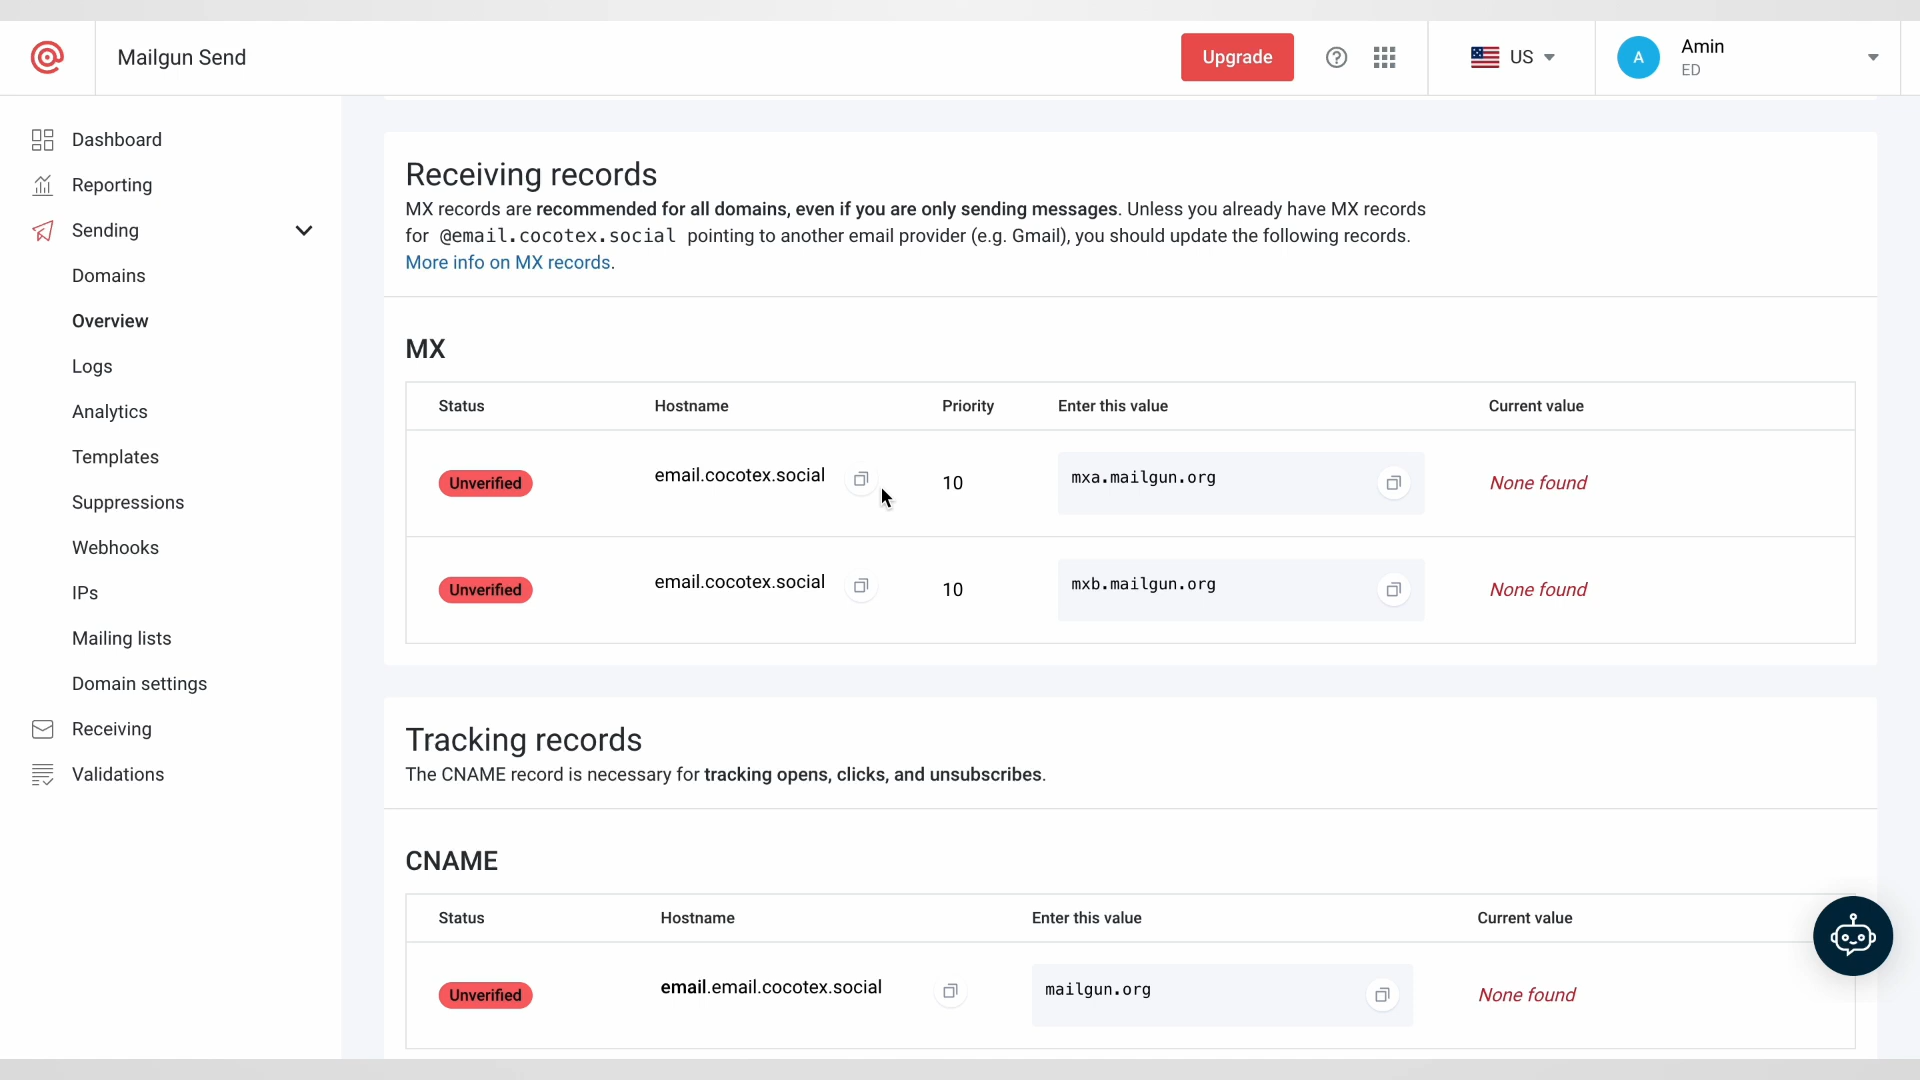 Mailgun Send
Upgrade
US
A
Amin
ED
Dashboard
Reporting
Sending
Domains
Overview
Logs
Analytics
Templates
Suppressions
Webhooks
IPs
Mailing lists
Domain settings
Receiving
Validations
Receiving records
MX records are recommended for all domains, even if you are only sending messages. Unless you already have MX records
for @email.cocotex.social pointing to another email provider (e.g. Gmail), you should update the following records.
More info on MX records.
MX
Status Hostname Priority Enter this value Current value
Unverified email.cocotex.social 10 mxa.mailgun.org None found
Unverified email.cocotex.social 10 mxb.mailgun.org None found
Tracking records
The CNAME record is necessary for tracking opens, clicks, and unsubscribes.
CNAME
Status Hostname Enter this value Current value
Unverified email.email.cocotex.social mailgun.org None found